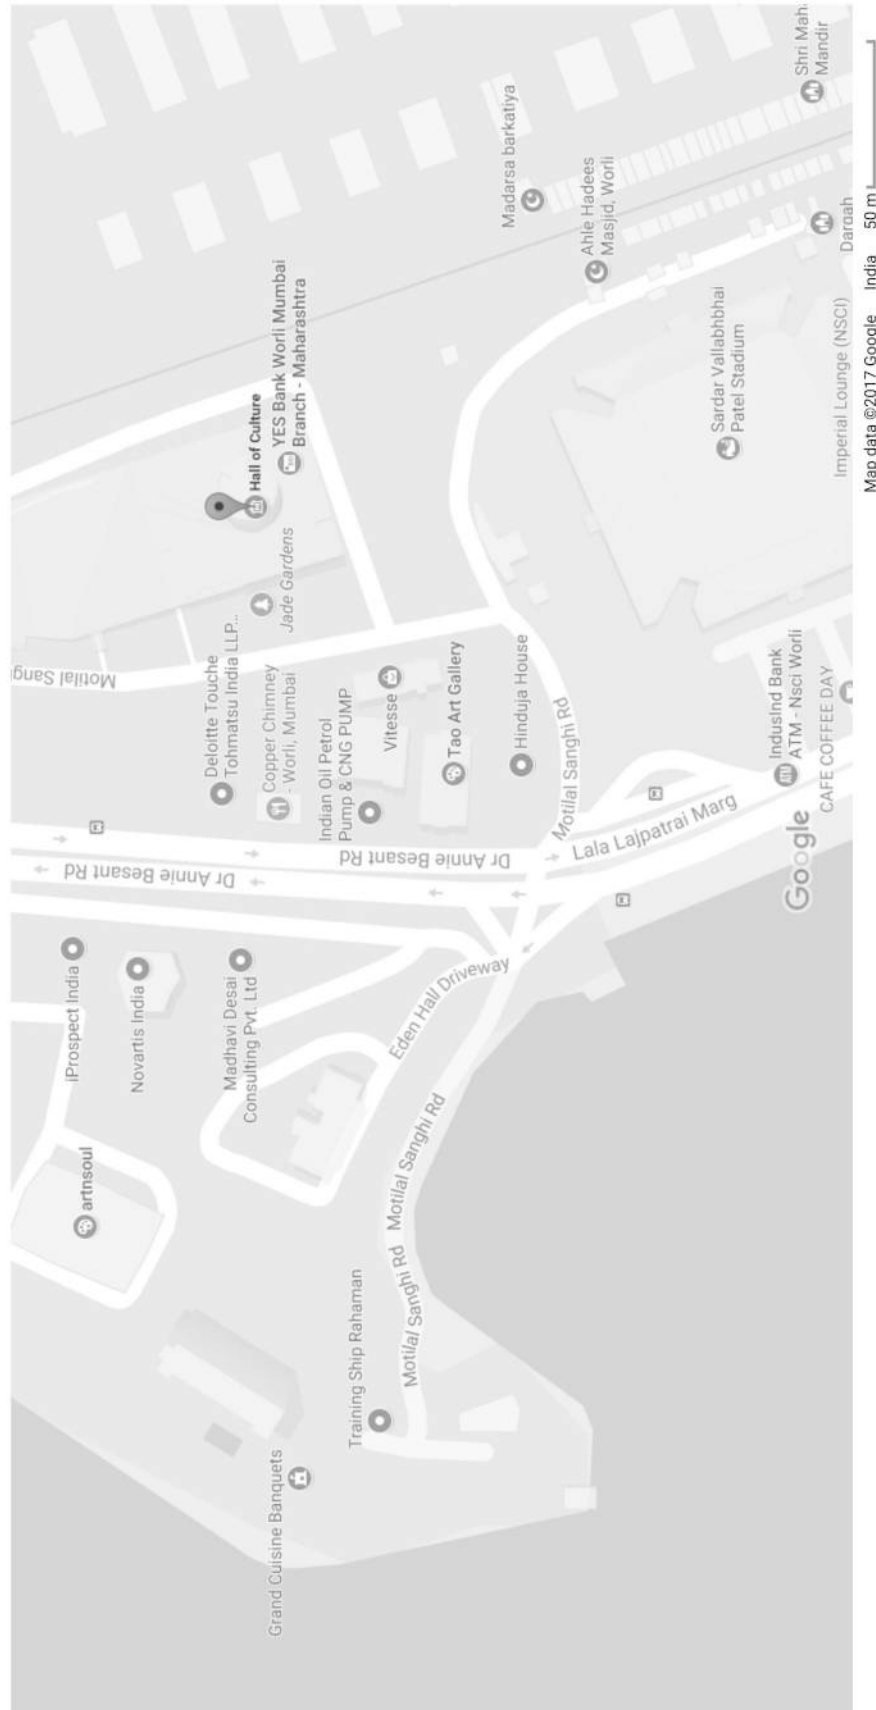 Motilal Sang
artnsoul
iProspect India
Novartis India
Deloitte Touche
Tohmatsu India LLP...
Hall of Culture
YES Bank Worli Mumbai
Branch - Maharashtra
Jade Gardens
Copper Chimney
- Worli, Mumbai
Dr Annie Besant Rd
Madhavi Desai
Consulting Pvt. Ltd
Grand Cuisine Banquets
Training Ship Rahaman
Indian Oil Petrol
Pump & CNG PUMP
Vitesse
Dr Annie Besant Rd
Eden Hall Driveway
Motilal Sanghi Rd
Motilal Sanghi Rd
Tao Art Gallery
Madarsa barkatiya
Hinduja House
Motilal Sanghi Rd
Ahle Hadees
Masjid, Worli
Lala Lajpatrai Marg
Sardar Vallabhbhai
Patel Stadium
IndusInd Bank
ATM - Nsci Worli
Shri Mah
Mandir
CAFE COFFEE DAY
Imperial Lounge (NSCI)
Dargah
Google
Map data ©2017 Google India 50 m